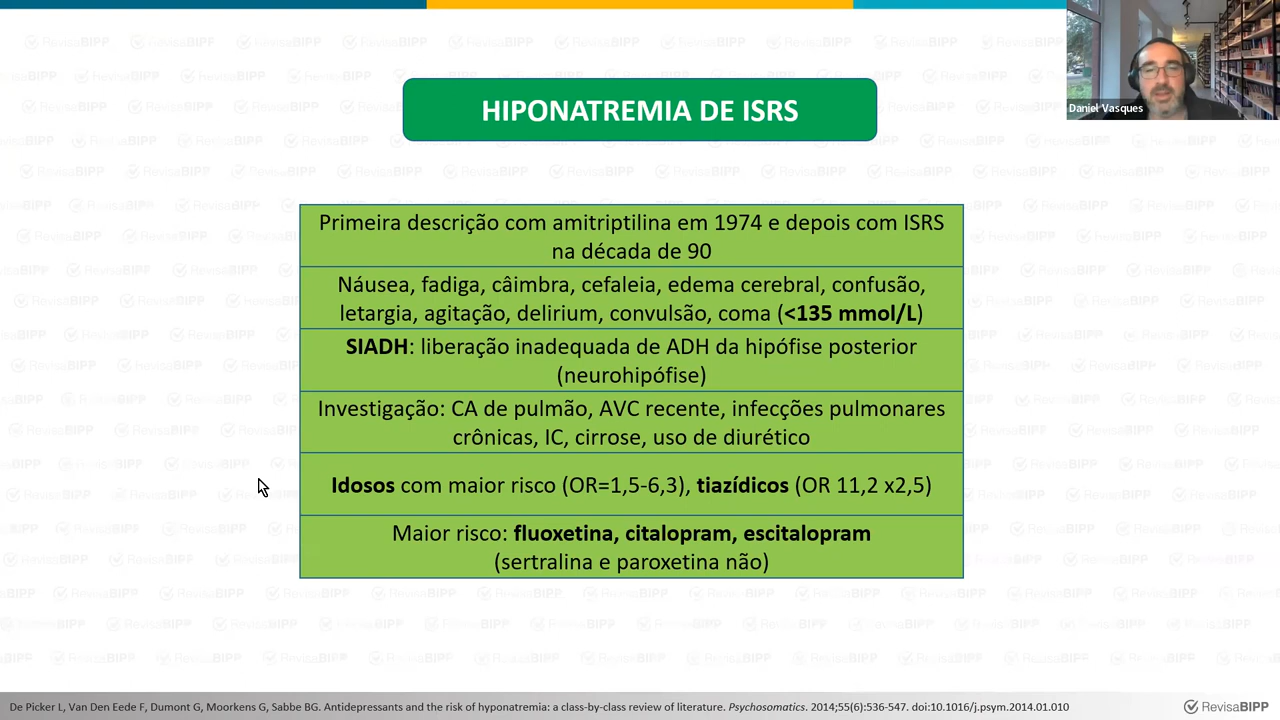 Daniel Vasques
HIPONATREMIA DE ISRS
Primeira descrição com amitriptilina em 1974 e depois com ISRS
na década de 90
Náusea, fadiga, câimbra, cefaleia, edema cerebral, confusão,
letargia, agitação, delirium, convulsão, coma (<135 mmol/L)
SIADH: liberação inadequada de ADH da hipófise posterior
(neurohipófise)
Investigação: CA de pulmão, AVC recente, infecções pulmonares
crônicas, IC, cirrose, uso de diurético
Idosos com maior risco (OR=1,5-6,3), tiazídicos (OR 11,2 x2,5)
Maior risco: fluoxetina, citalopram, escitalopram
(sertralina e paroxetina não)
De Picker L, Van Den Eede F, Dumont G, Moorkens G, Sabbe BG. Antidepressants and the risk of hyponatremia: a class-by-class review of literature. Psychosomatics. 2014;55(6):536-547. doi:10.1016/j.psym.2014.01.010
RevisaBIPP